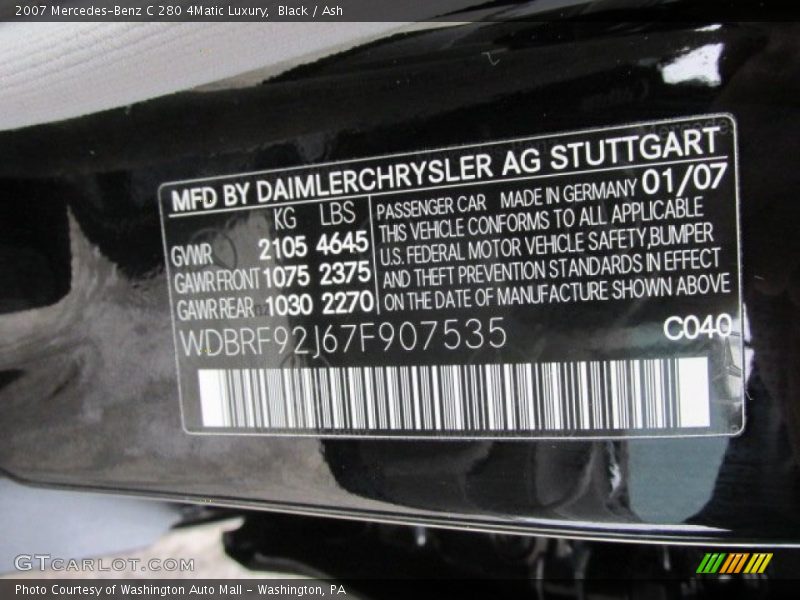 2007 Mercedes-Benz C 280 4Matic Luxury,  Black / Ash
MFD BY DAIMLERCHRYSLER AG STUTTGART
KG LBS
GVWR 2105 4645
GAWR FRONT 1075 2375
GAWR REAR 1030 2270
PASSENGER CAR MADE IN GERMANY 01/07
THIS VEHICLE CONFORMS TO ALL APPLICABLE
U.S. FEDERAL MOTOR VEHICLE SAFETY, BUMPER
AND THEFT PREVENTION STANDARDS IN EFFECT
ON THE DATE OF MANUFACTURE SHOWN ABOVE
WDBRF92J67F907535
C040
GTCARLOT.COM
Photo Courtesy of Washington Auto Mall - Washington, PA